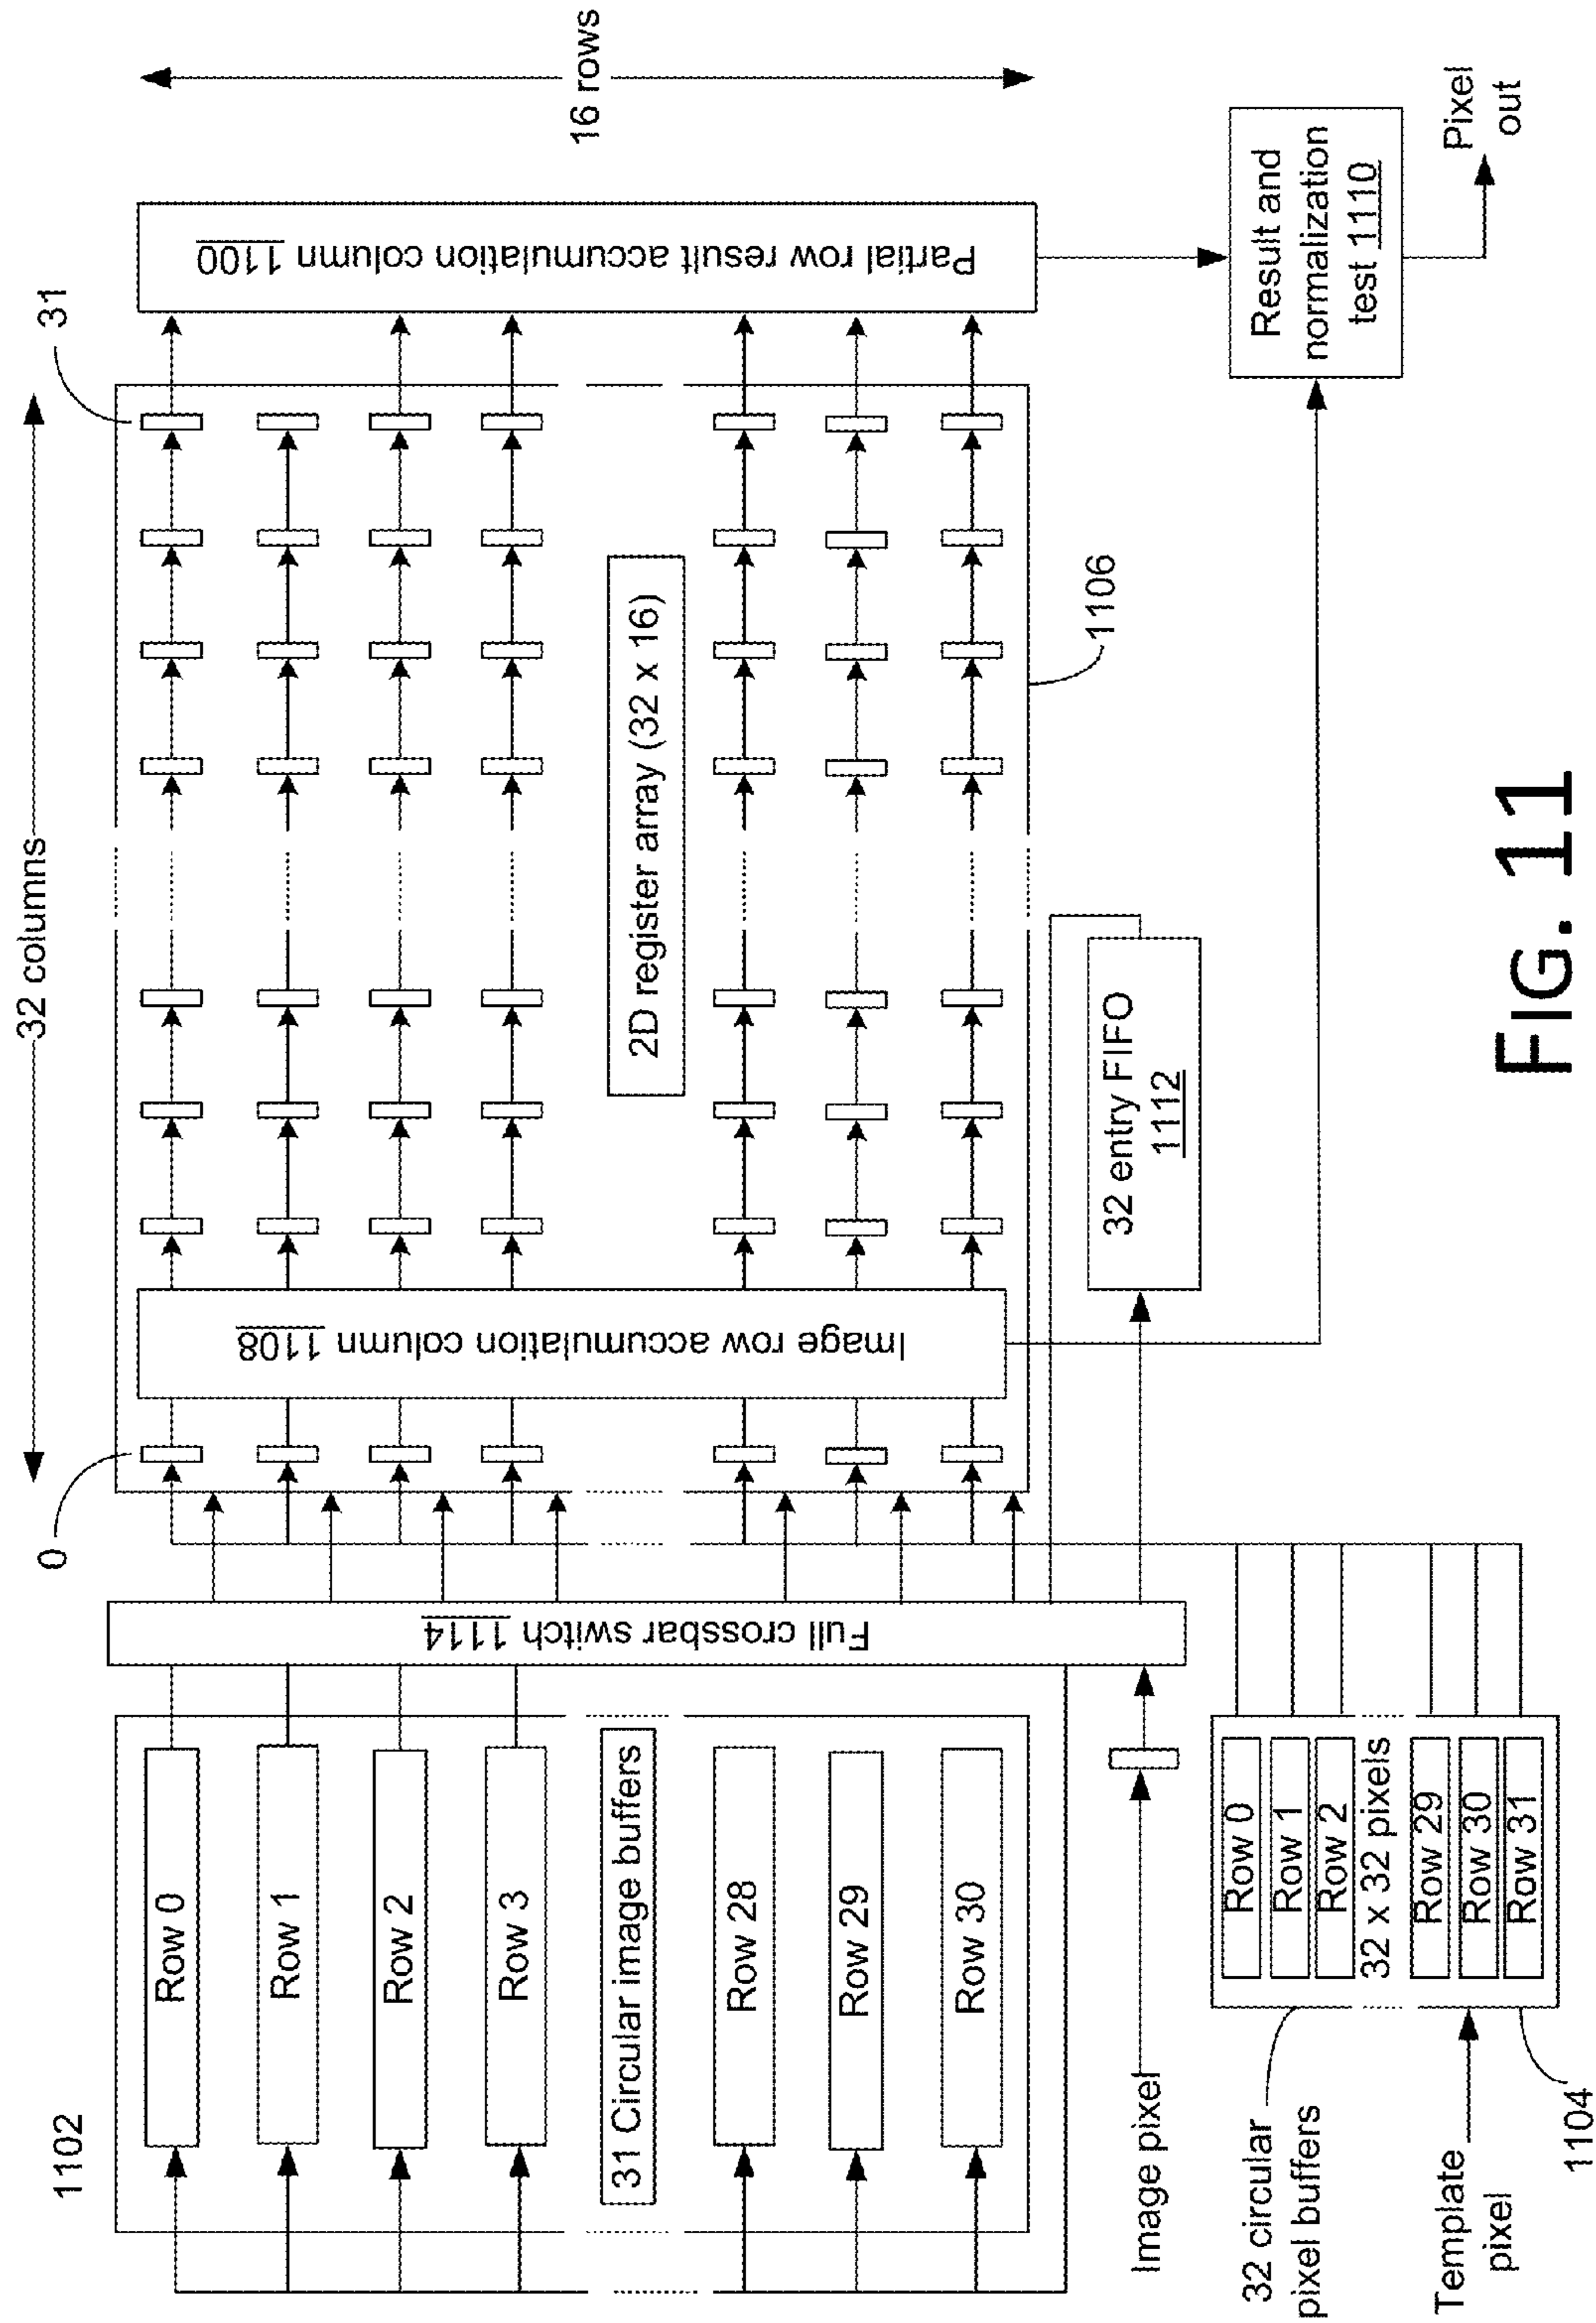 32 columns
0
31
16 rows
1102
Row 0
Row 1
Row 2
Row 3
31 Circular image buffers
Row 28
Row 29
Row 30
Full crossbar switch 1114
Image row accumulation column 1108
2D register array (32 x 16)
Partial row result accumulation column 1100
1106
Image pixel
32 entry FIFO
1112
Result and
normalization
test 1110
Pixel
out
32 circular
pixel buffers
Row 0
Row 1
Row 2
32 x 32 pixels
Row 29
Row 30
Row 31
Template
pixel
1104
FIG. 11